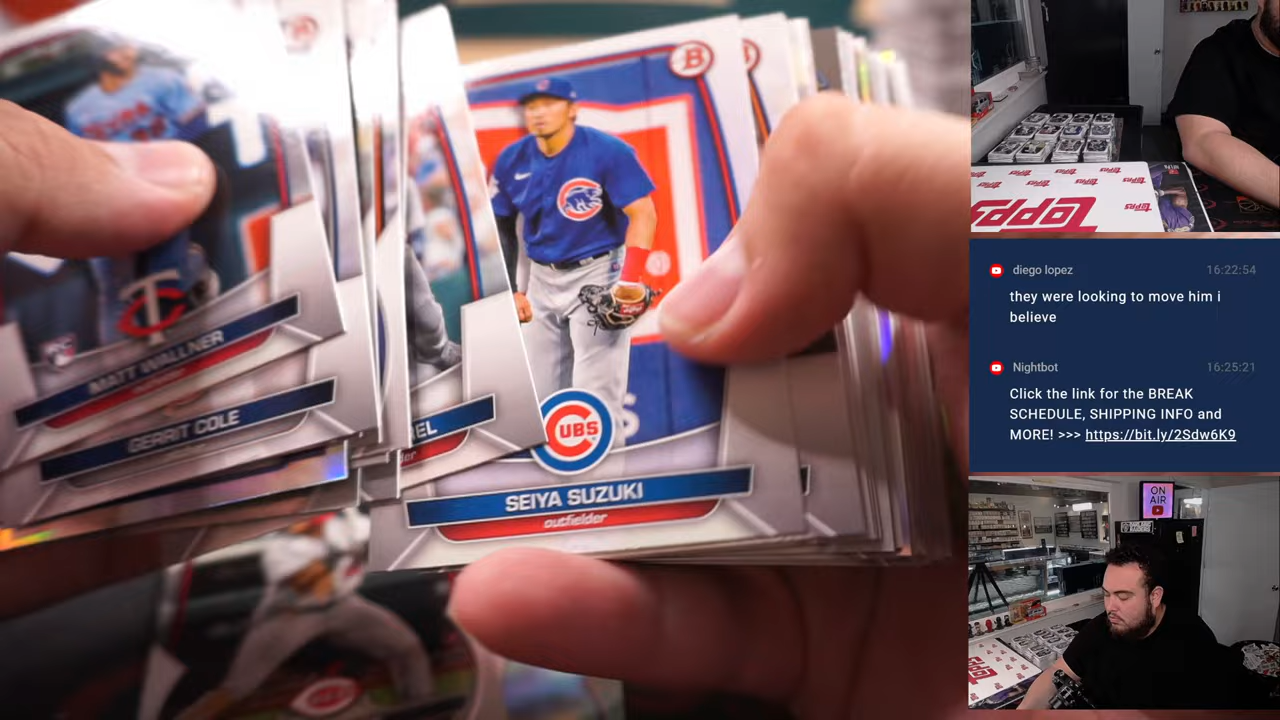 B
MATT WALLNER
GERRIT COLE
EL
UBS
SEIYA SUZUKI
outfielder
TOPPS
diego lopez 16:22:54
they were looking to move him i
believe
Nightbot 16:25:21
Click the link for the BREAK
SCHEDULE, SHIPPING INFO and
MORE! >>> https://bit.ly/2Sdw6K9
ON
AIR